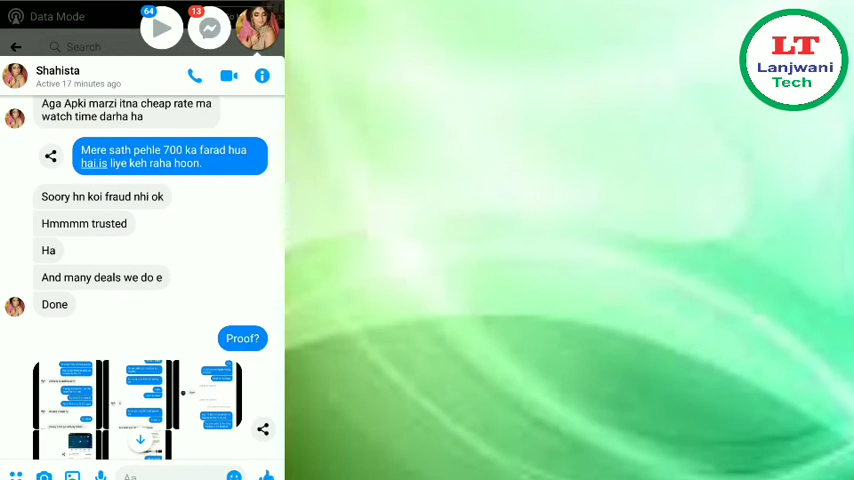 Data Mode
64
13
Search
Shahista
Active 17 minutes ago
Aga Apki marzi itna cheap rate ma
watch time darha ha
Mere sath pehle 700 ka farad hua
hai.is liye keh raha hoon.
Soory hn koi fraud nhi ok
Hmmmm trusted
Ha
And many deals we do e
Done
Proof?
Aa
LT
Lanjwani
Tech